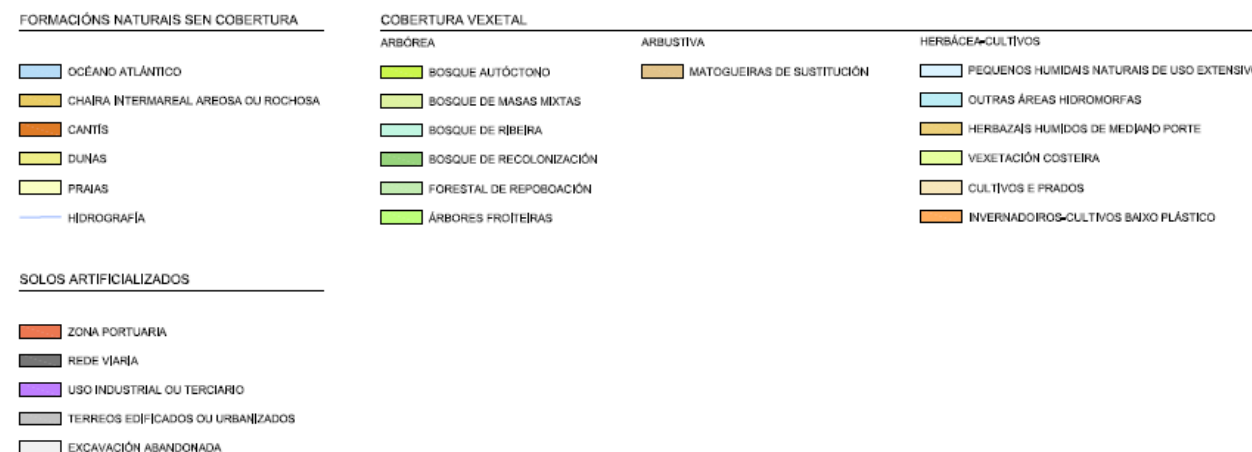 FORMACIÓNS NATURAIS SEN COBERTURA
OCÉANO ATLÁNTICO
CHAIRA INTERMAREAL AREOSA OU ROCHOSA
CANTÍS
DUNAS
PRAIAS
HIDROGRAFÍA
COBERTURA VEXETAL
ARBÓREA
BOSQUE AUTÓCTONO
BOSQUE DE MASAS MIXTAS
BOSQUE DE RIBEIRA
BOSQUE DE RECOLONIZACIÓN
FORESTAL DE REPOBOACIÓN
ÁRBORES FROITEIRAS
ARBUSTIVA
MATOGUEIRAS DE SUSTITUCIÓN
HERBÁCEA-CULTIVOS
PEQUENOS HUMIDAIS NATURAIS DE USO EXTENSIV
OUTRAS ÁREAS HIDROMORFAS
HERBAZAIS HUMIDOS DE MEDIANO PORTE
VEXETACIÓN COSTEIRA
CULTIVOS E PRADOS
INVERNADOIROS-CULTIVOS BAIXO PLÁSTICO
SOLOS ARTIFICIALIZADOS
ZONA PORTUARIA
REDE VIARIA
USO INDUSTRIAL OU TERCIARIO
TERREOS EDIFICADOS OU URBANIZADOS
EXCAVACIÓN ABANDONADA